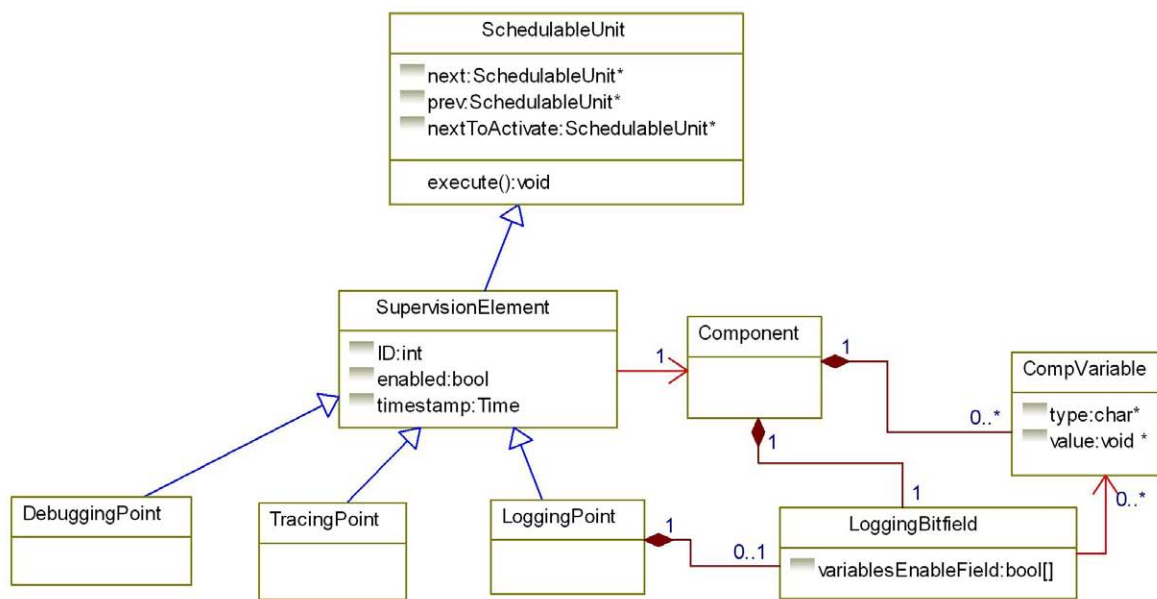 SchedulableUnit
next:SchedulableUnit*
prev:SchedulableUnit*
nextToActivate:SchedulableUnit*
execute():void
SupervisionElement
ID:int
enabled:bool
timestamp:Time
1
Component
1
1
CompVariable
type:char*
value:void *
0..*
0..*
DebuggingPoint
TracingPoint
LoggingPoint
1
0..1
1
LoggingBitfield
variablesEnableField:bool[]